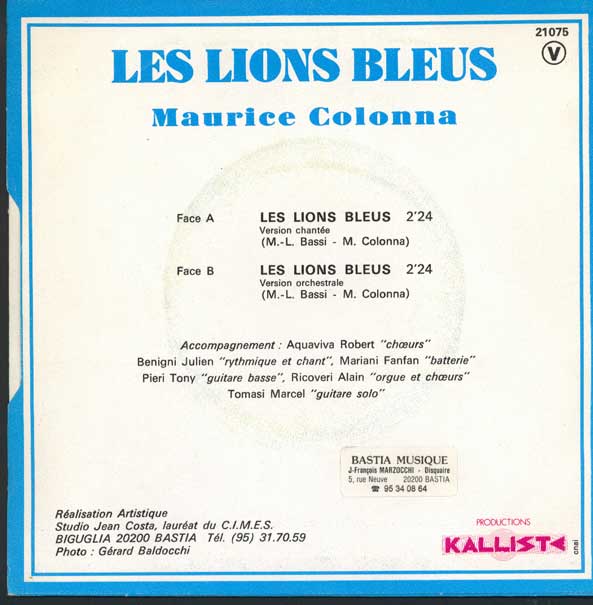 21075
V
LES LIONS BLEUS
Maurice Colonna
Face A LES LIONS BLEUS 2'24
Version chantée
(M.-L. Bassi - M. Colonna)
Face B LES LIONS BLEUS 2'24
Version orchestrale
(M.-L. Bassi - M. Colonna)
Accompagnement : Aquaviva Robert "chœurs"
Benigni Julien "rythmique et chant", Mariani Fanfan "batterie"
Pieri Tony "guitare basse", Ricoveri Alain "orgue et chœurs"
Tomasi Marcel "guitare solo"
BASTIA MUSIQUE
J-François MARZOCCHI - Disquaire
5, rue Neuve 20200 BASTIA
☎ 95 34 08 64
Réalisation Artistique
Studio Jean Costa, lauréat du C.I.M.E.S.
BIGUGLIA 20200 BASTIA Tél. (95) 31.70.59
Photo : Gérard Baldocchi
PRODUCTIONS
KALLISTE